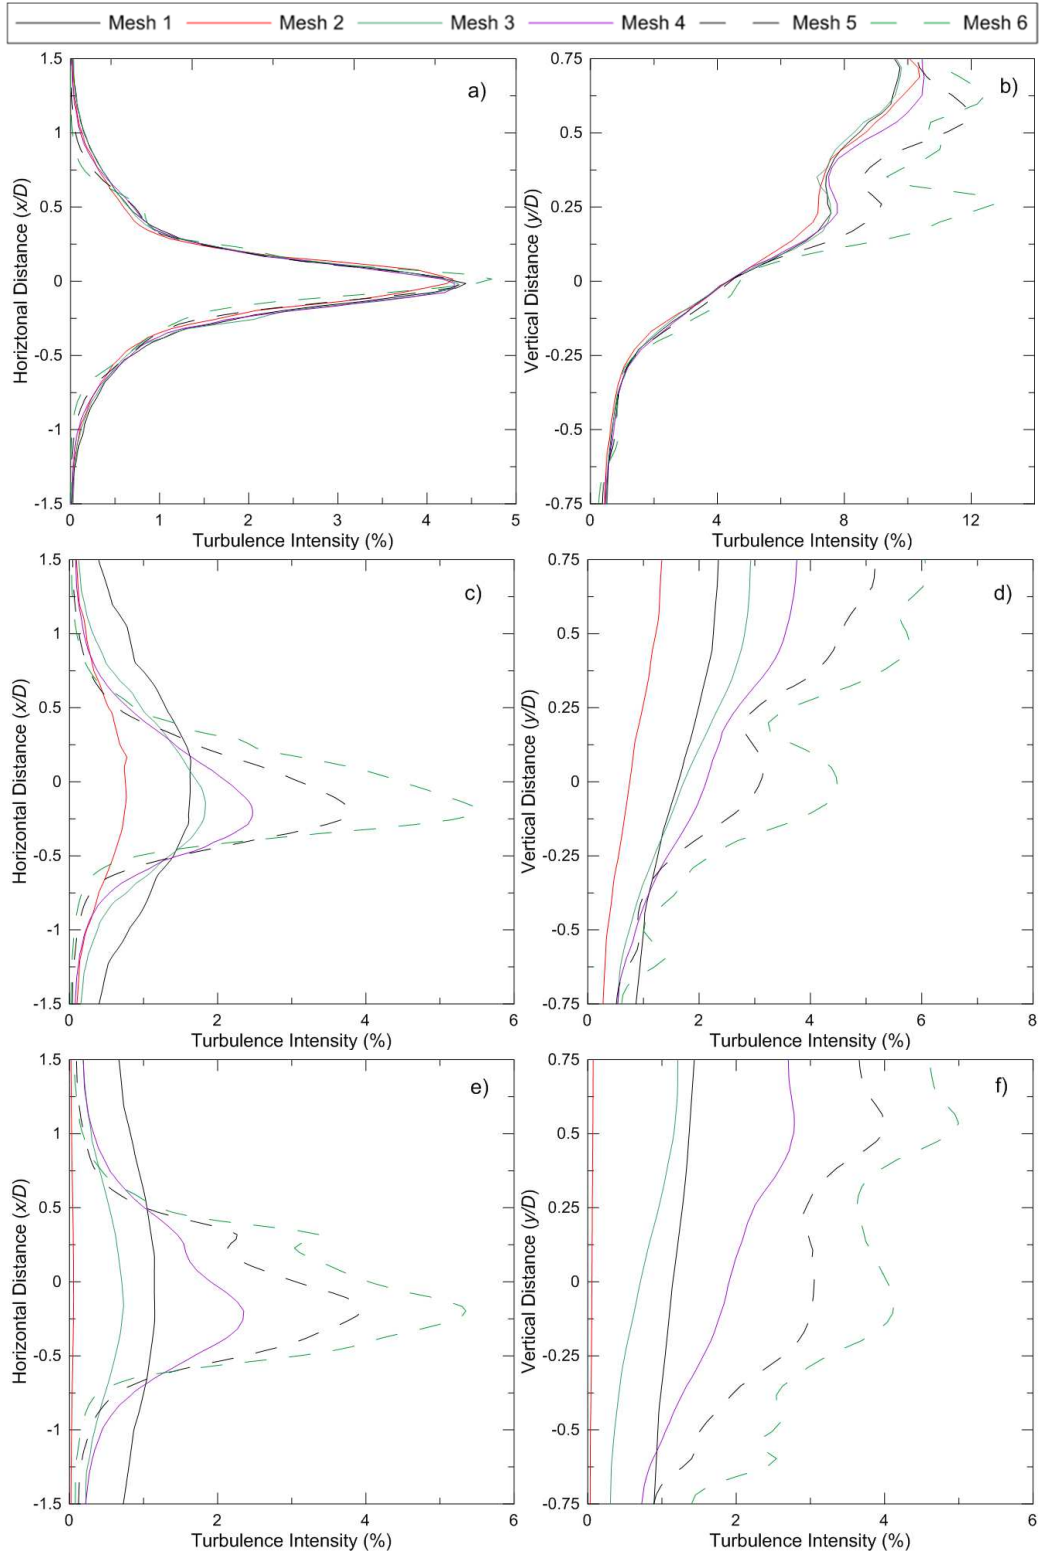 Mesh 1 Mesh 2 Mesh 3 Mesh 4 Mesh 5 Mesh 6
a)
1.5
1
0.5
0
-0.5
-1
-1.5
Horiztonal Distance (x/D)
0 1 2 3 4 5
Turbulence Intensity (%)
b)
0.75
0.5
0.25
0
-0.25
-0.5
-0.75
Vertical Distance (y/D)
0 4 8 12
Turbulence Intensity (%)
c)
1.5
1
0.5
0
-0.5
-1
-1.5
Horizontal Distance (x/D)
0 2 4 6
Turbulence Intensity (%)
d)
0.75
0.5
0.25
0
-0.25
-0.5
-0.75
Vertical Distance (y/D)
0 2 4 6 8
Turbulence Intensity (%)
e)
1.5
1
0.5
0
-0.5
-1
-1.5
Horizontal Distance (x/D)
0 2 4 6
Turbulence Intensity (%)
f)
0.75
0.5
0.25
0
-0.25
-0.5
-0.75
Vertical Distance (y/D)
0 2 4 6
Turbulence Intensity (%)